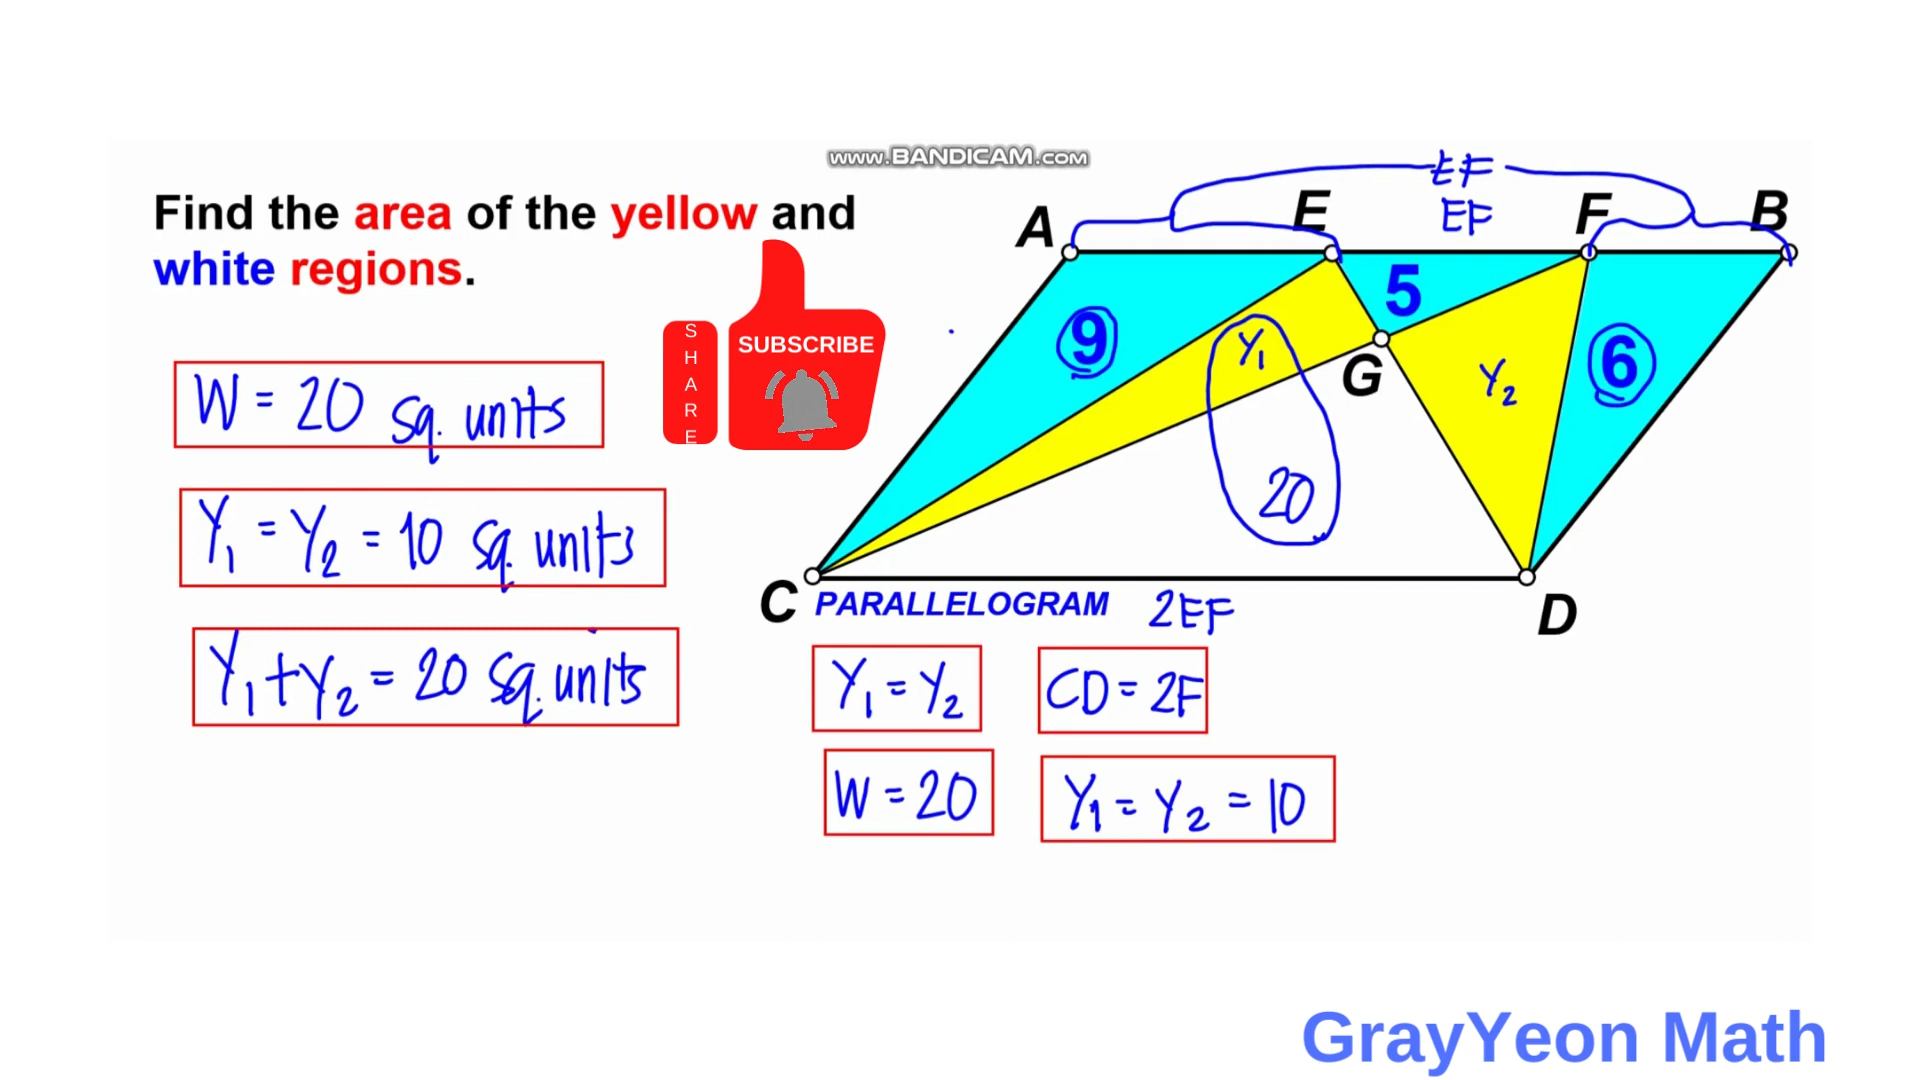 www.BANDICAM.com
Find the area of the yellow and
white regions.
SHARE
SUBSCRIBE
W = 20 sq. units
Y1 = Y2 = 10 sq. units
Y1 + Y2 = 20 sq. units
EF
EF
A
E
F
B
9
5
6
Y1
Y2
G
20
C
D
PARALLELOGRAM
2EF
Y1 = Y2
CD = 2F
W = 20
Y1 = Y2 = 10
GrayYeon Math